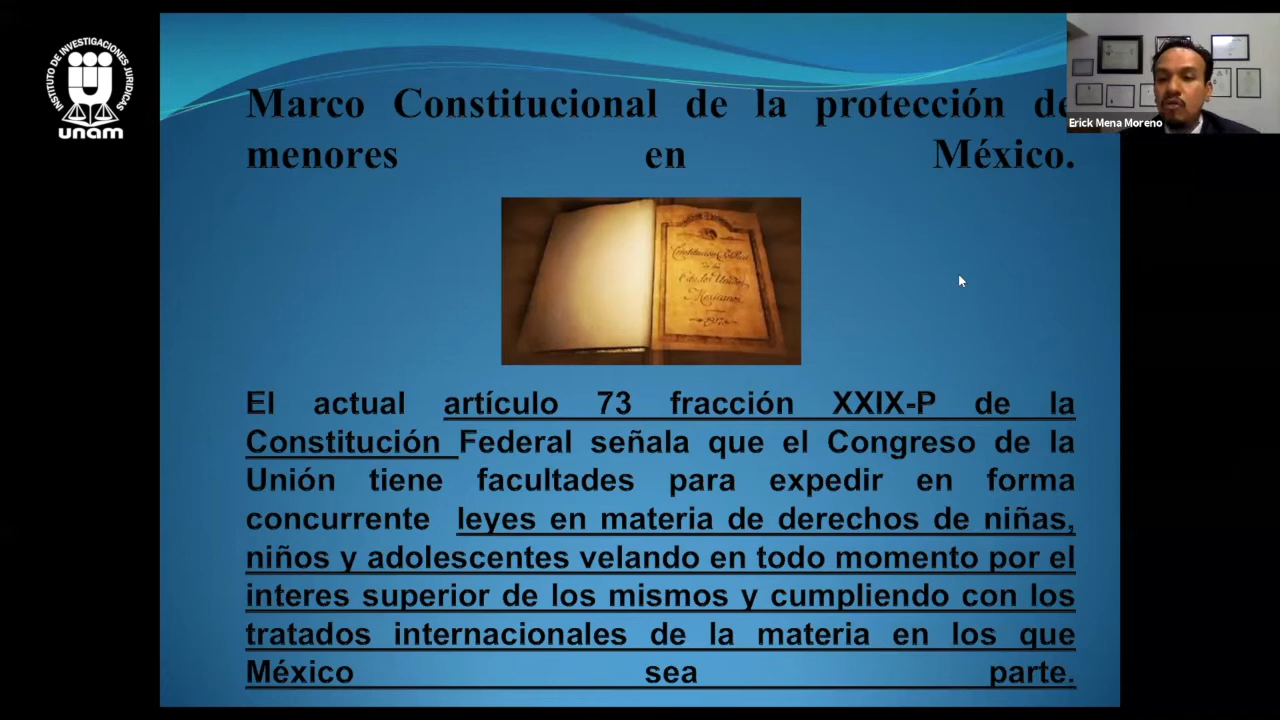 INSTITUTO DE INVESTIGACIONES JURIDICAS
UNAM
Erick Mena Moreno
Marco Constitucional de la protección de
menores en México.
Mexicanos
El actual artículo 73 fracción XXIX-P de la
Constitución Federal señala que el Congreso de la
Unión tiene facultades para expedir en forma
concurrente leyes en materia de derechos de niñas,
niños y adolescentes velando en todo momento por el
interes superior de los mismos y cumpliendo con los
tratados internacionales de la materia en los que
México sea parte.